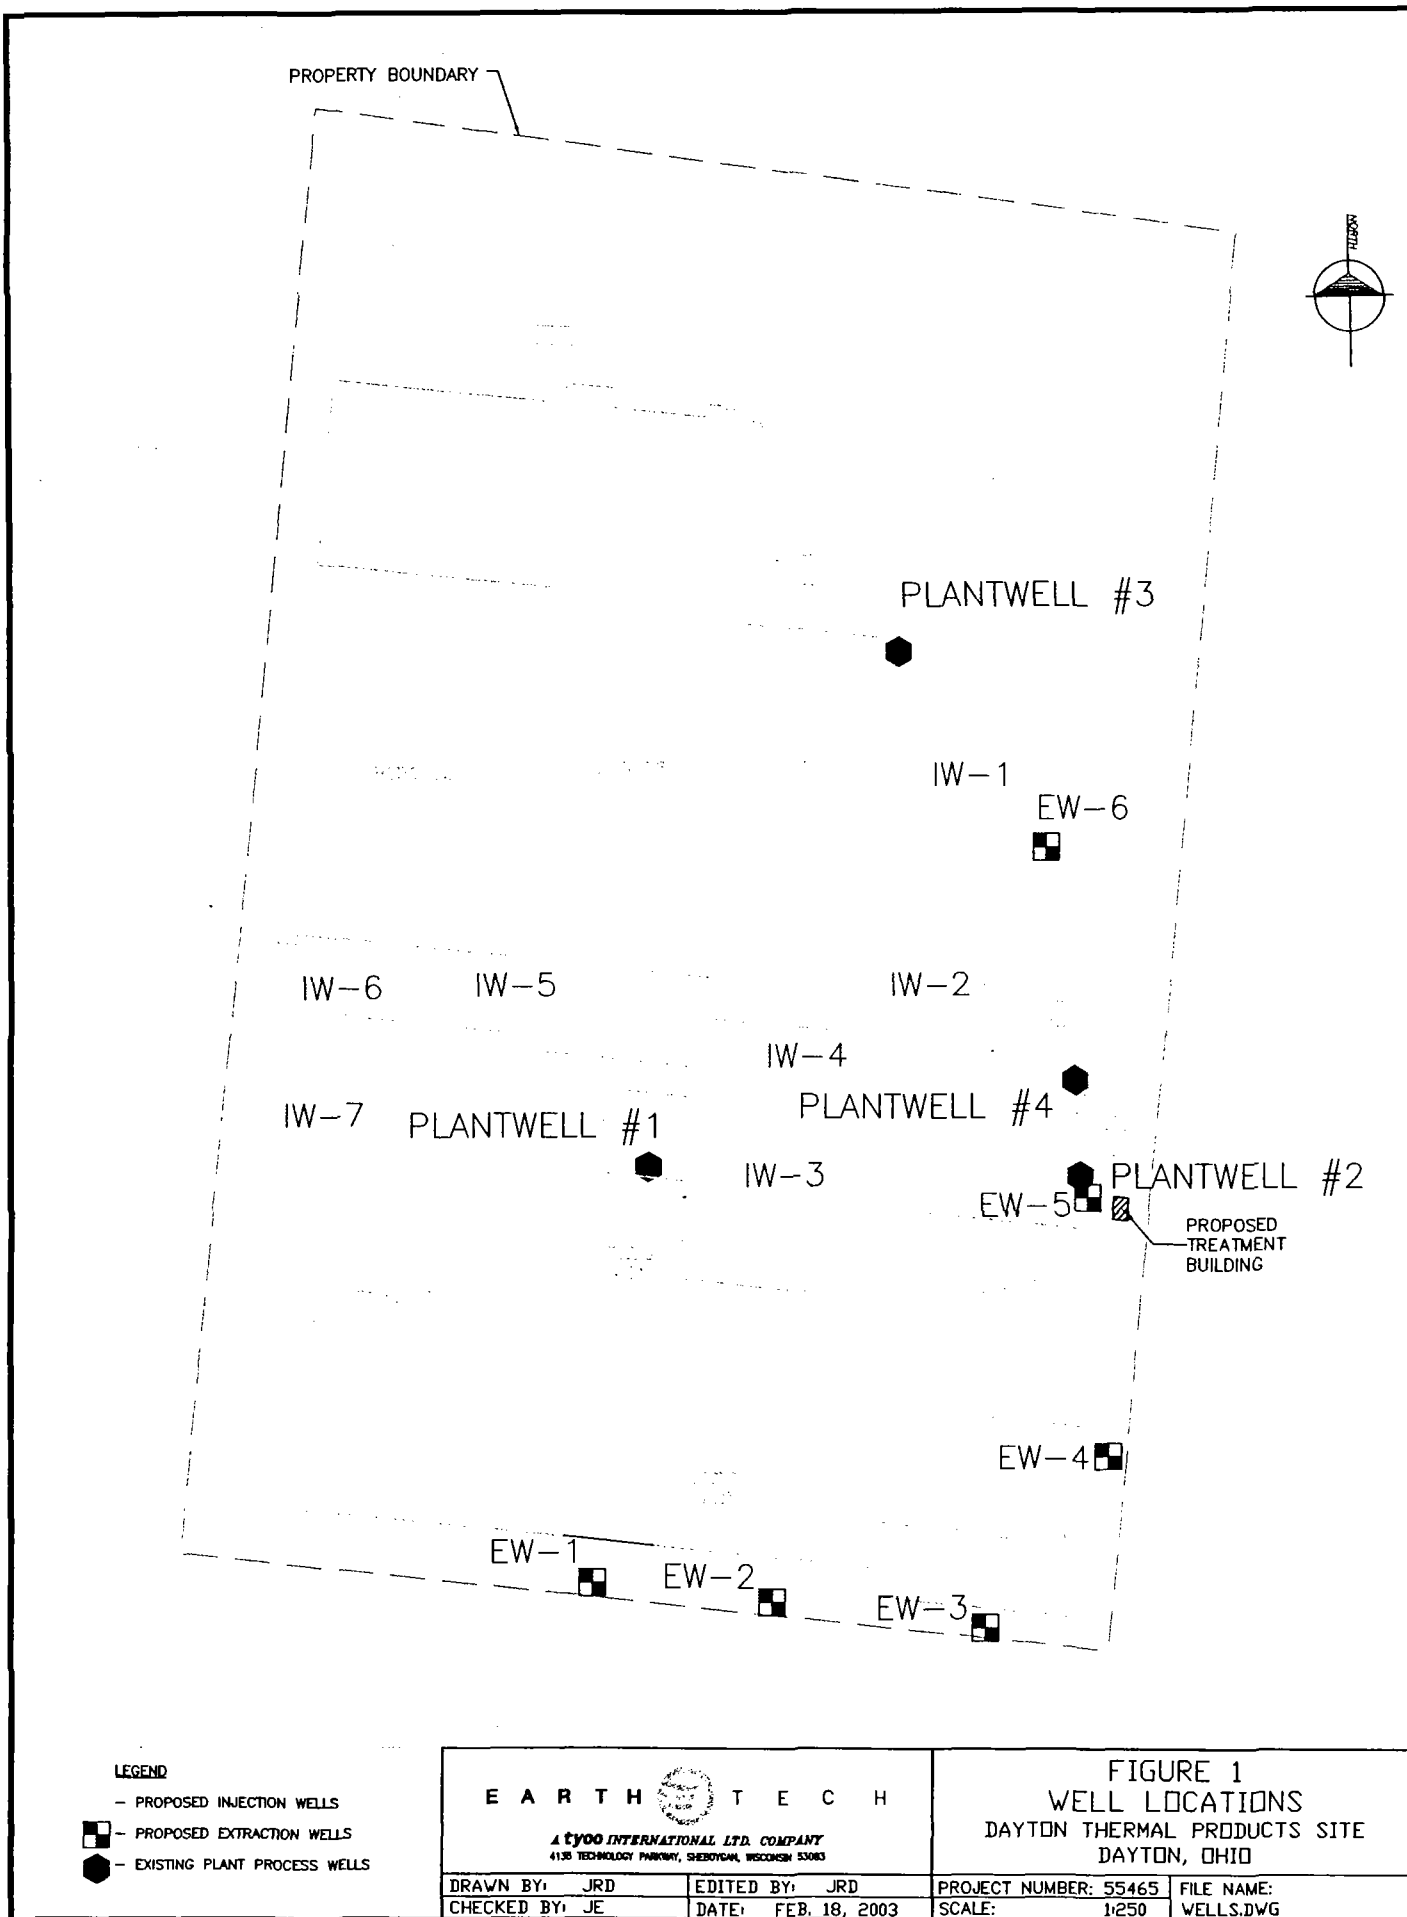 PROPERTY BOUNDARY
NORTH
PLANTWELL #3
IW-1
EW-6
IW-6
IW-5
IW-2
IW-4
IW-7
PLANTWELL #1
PLANTWELL #4
IW-3
PLANTWELL #2
EW-5
PROPOSED
TREATMENT
BUILDING
EW-4
EW-1
EW-2
EW-3
LEGEND
- PROPOSED INJECTION WELLS
- PROPOSED EXTRACTION WELLS
- EXISTING PLANT PROCESS WELLS
EARTH TECH
A tyco INTERNATIONAL LTD. COMPANY
4135 TECHNOLOGY PARKWAY, SHEBOYGAN, WISCONSIN 53083
FIGURE 1
WELL LOCATIONS
DAYTON THERMAL PRODUCTS SITE
DAYTON, OHIO
DRAWN BY: JRD
EDITED BY: JRD
PROJECT NUMBER: 55465
FILE NAME:
CHECKED BY: JE
DATE: FEB. 18, 2003
SCALE: 1:250
WELLS.DWG